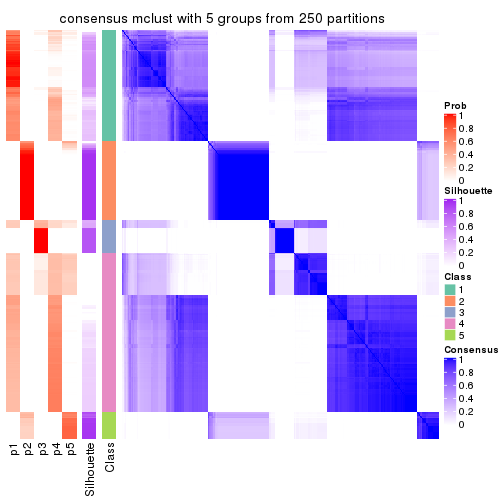 consensus mclust with 5 groups from 250 partitions
Prob
1
0.8
0.6
0.4
0.2
0
Silhouette
1
0.8
0.6
0.4
0.2
0
Class
1
2
3
4
5
Consensus
1
0.8
0.6
0.4
0.2
0
p1
p2
p3
p4
p5
Silhouette
Class